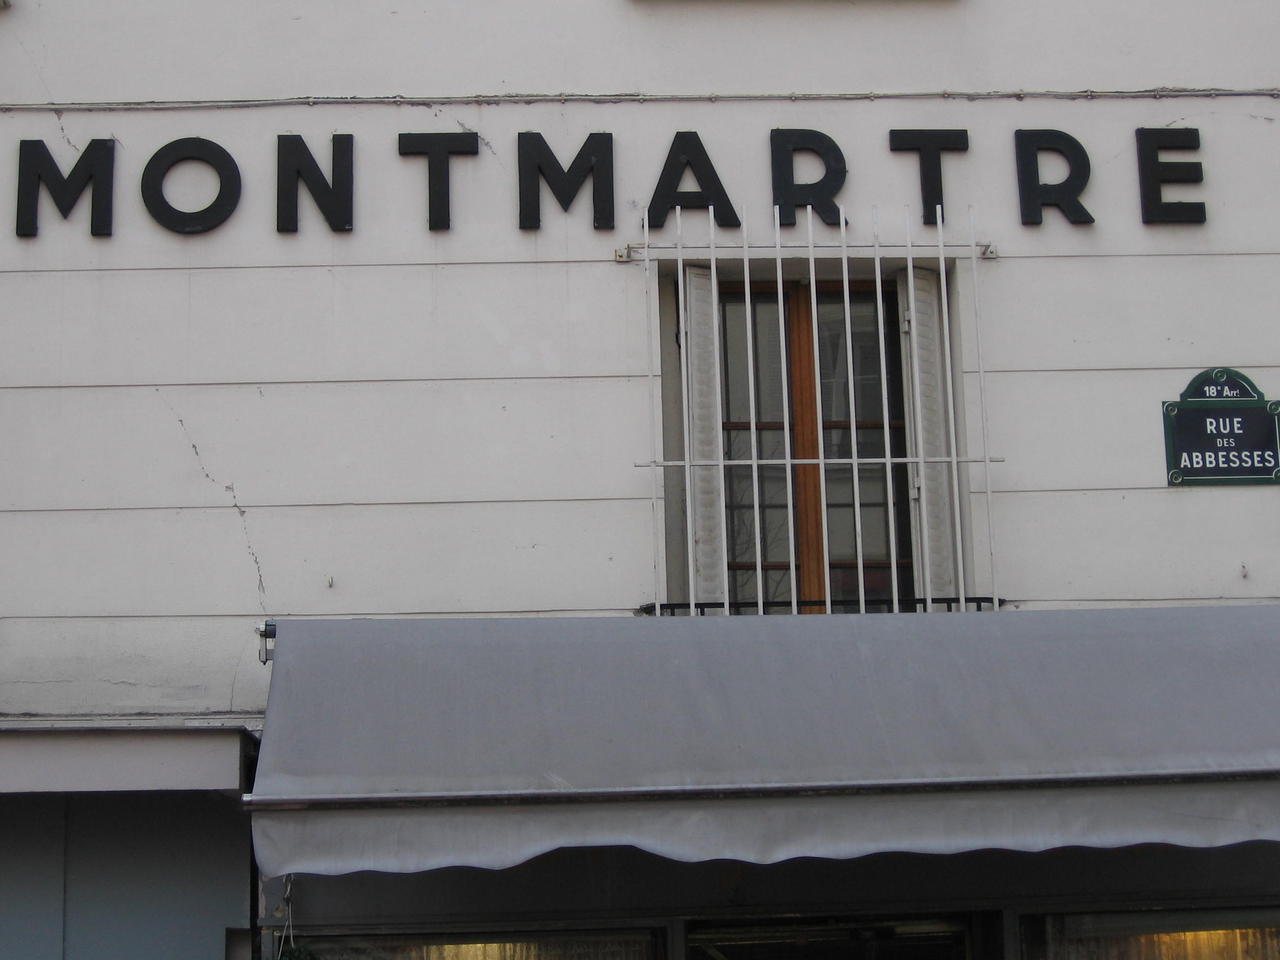 MONTMARTRE
18e Arrt
RUE
DES
ABBESSES